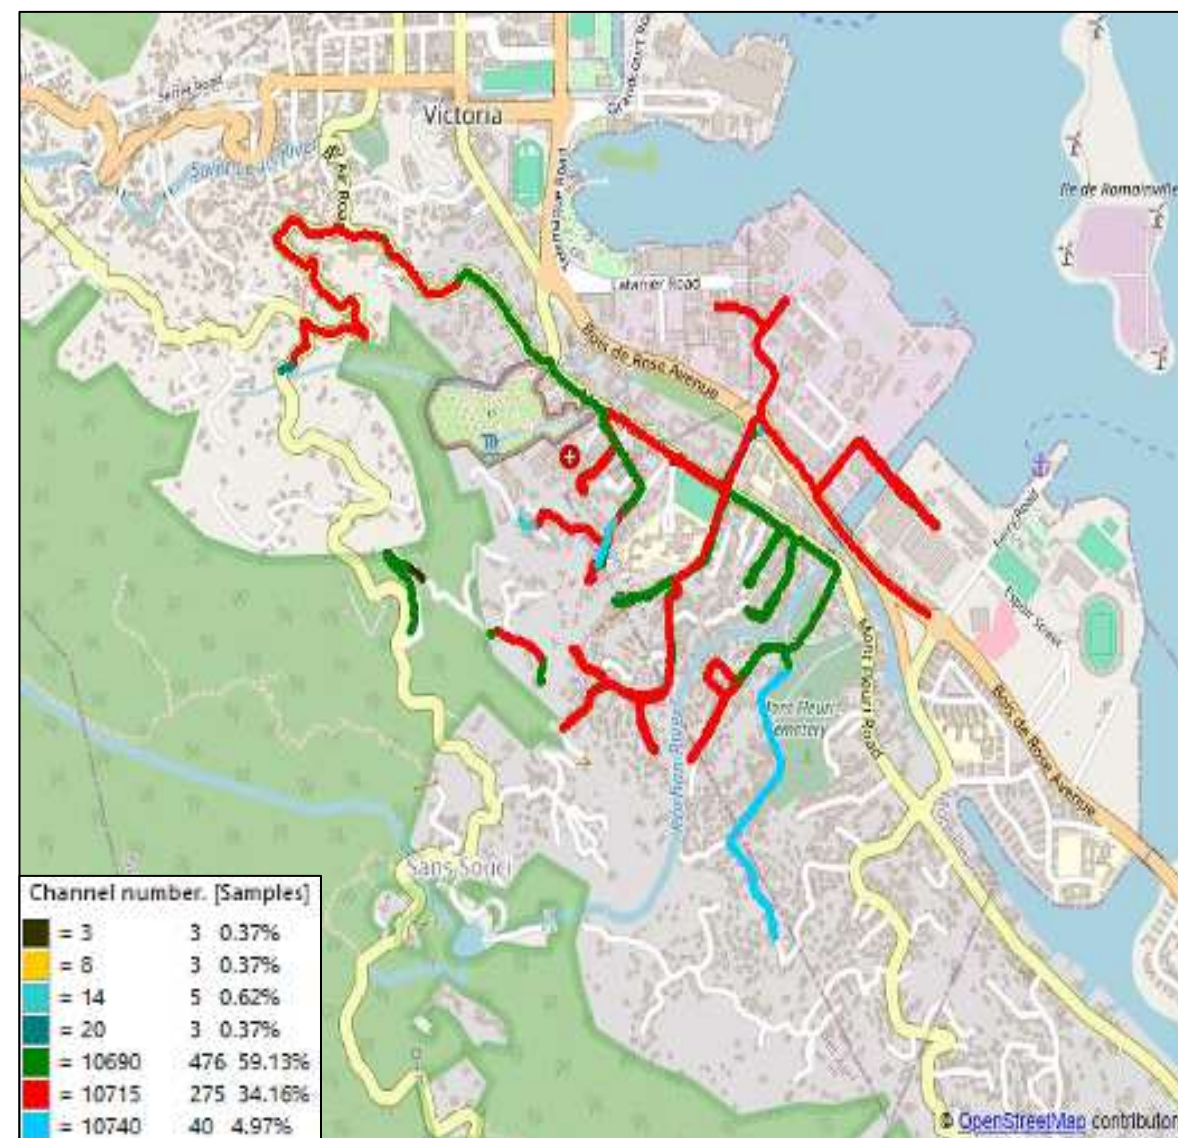 Victoria
Ile de Romainville
Latanier Road
Bois de Rose Avenue
Ferry Road
Espoir Street
Mont Fleuri Road
Mont Fleuri
Cemetery
Bois de Rose Avenue
Sans Souci
Channel number. [Samples]
= 3 3 0.37%
= 8 3 0.37%
= 14 5 0.62%
= 20 3 0.37%
= 10690 476 59.13%
= 10715 275 34.16%
= 10740 40 4.97%
© OpenStreetMap contributor